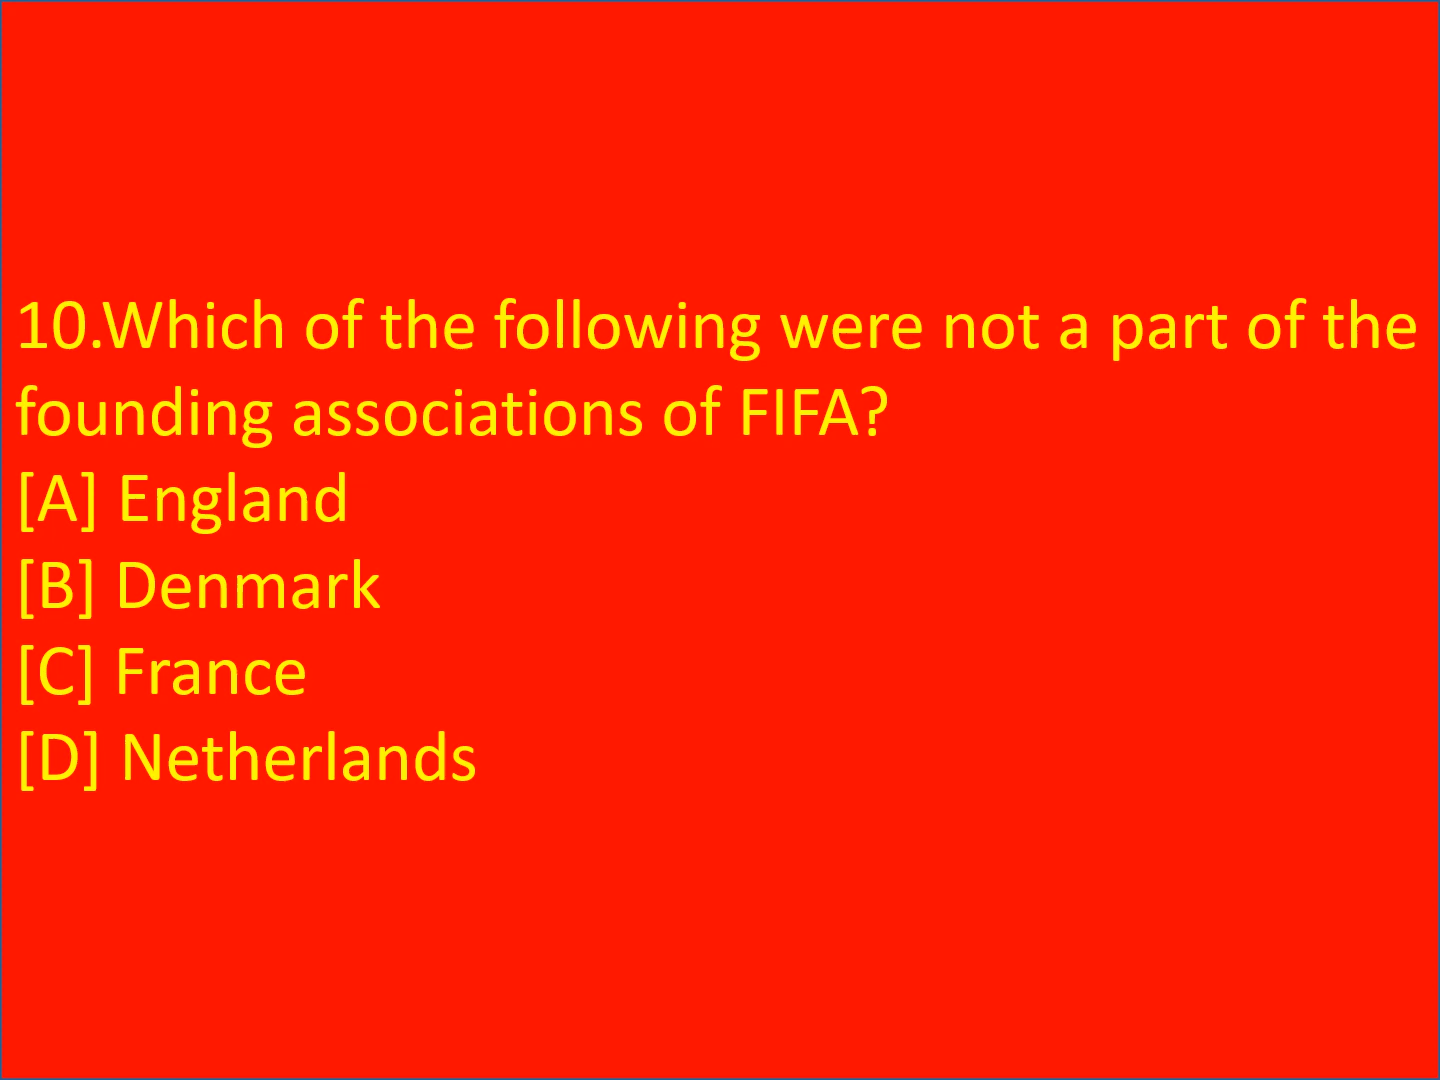 10.Which of the following were not a part of the
founding associations of FIFA?
[A] England
[B] Denmark
[C] France
[D] Netherlands